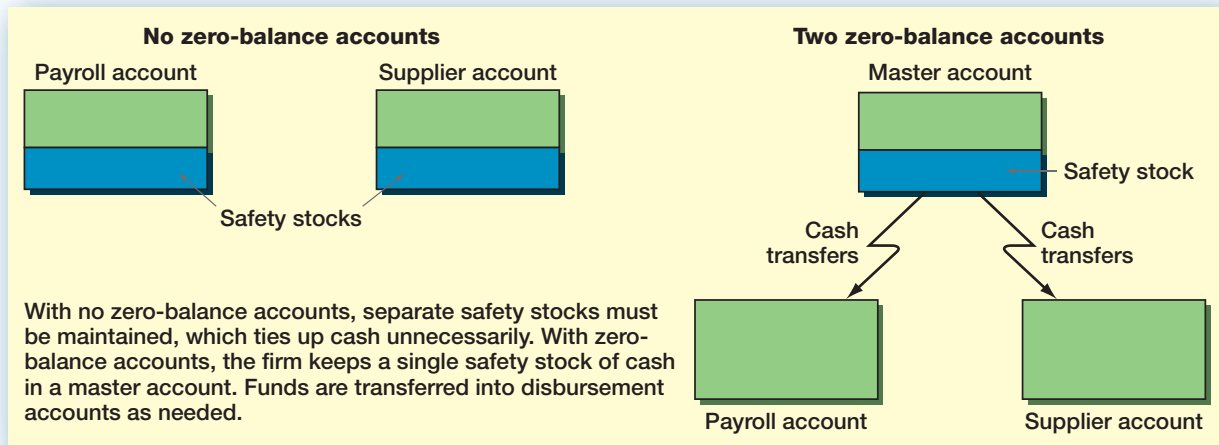 No zero-balance accounts
Payroll account
Supplier account
Safety stocks
With no zero-balance accounts, separate safety stocks must
be maintained, which ties up cash unnecessarily. With zero-
balance accounts, the firm keeps a single safety stock of cash
in a master account. Funds are transferred into disbursement
accounts as needed.
Two zero-balance accounts
Master account
Safety stock
Cash
transfers
Cash
transfers
Payroll account
Supplier account